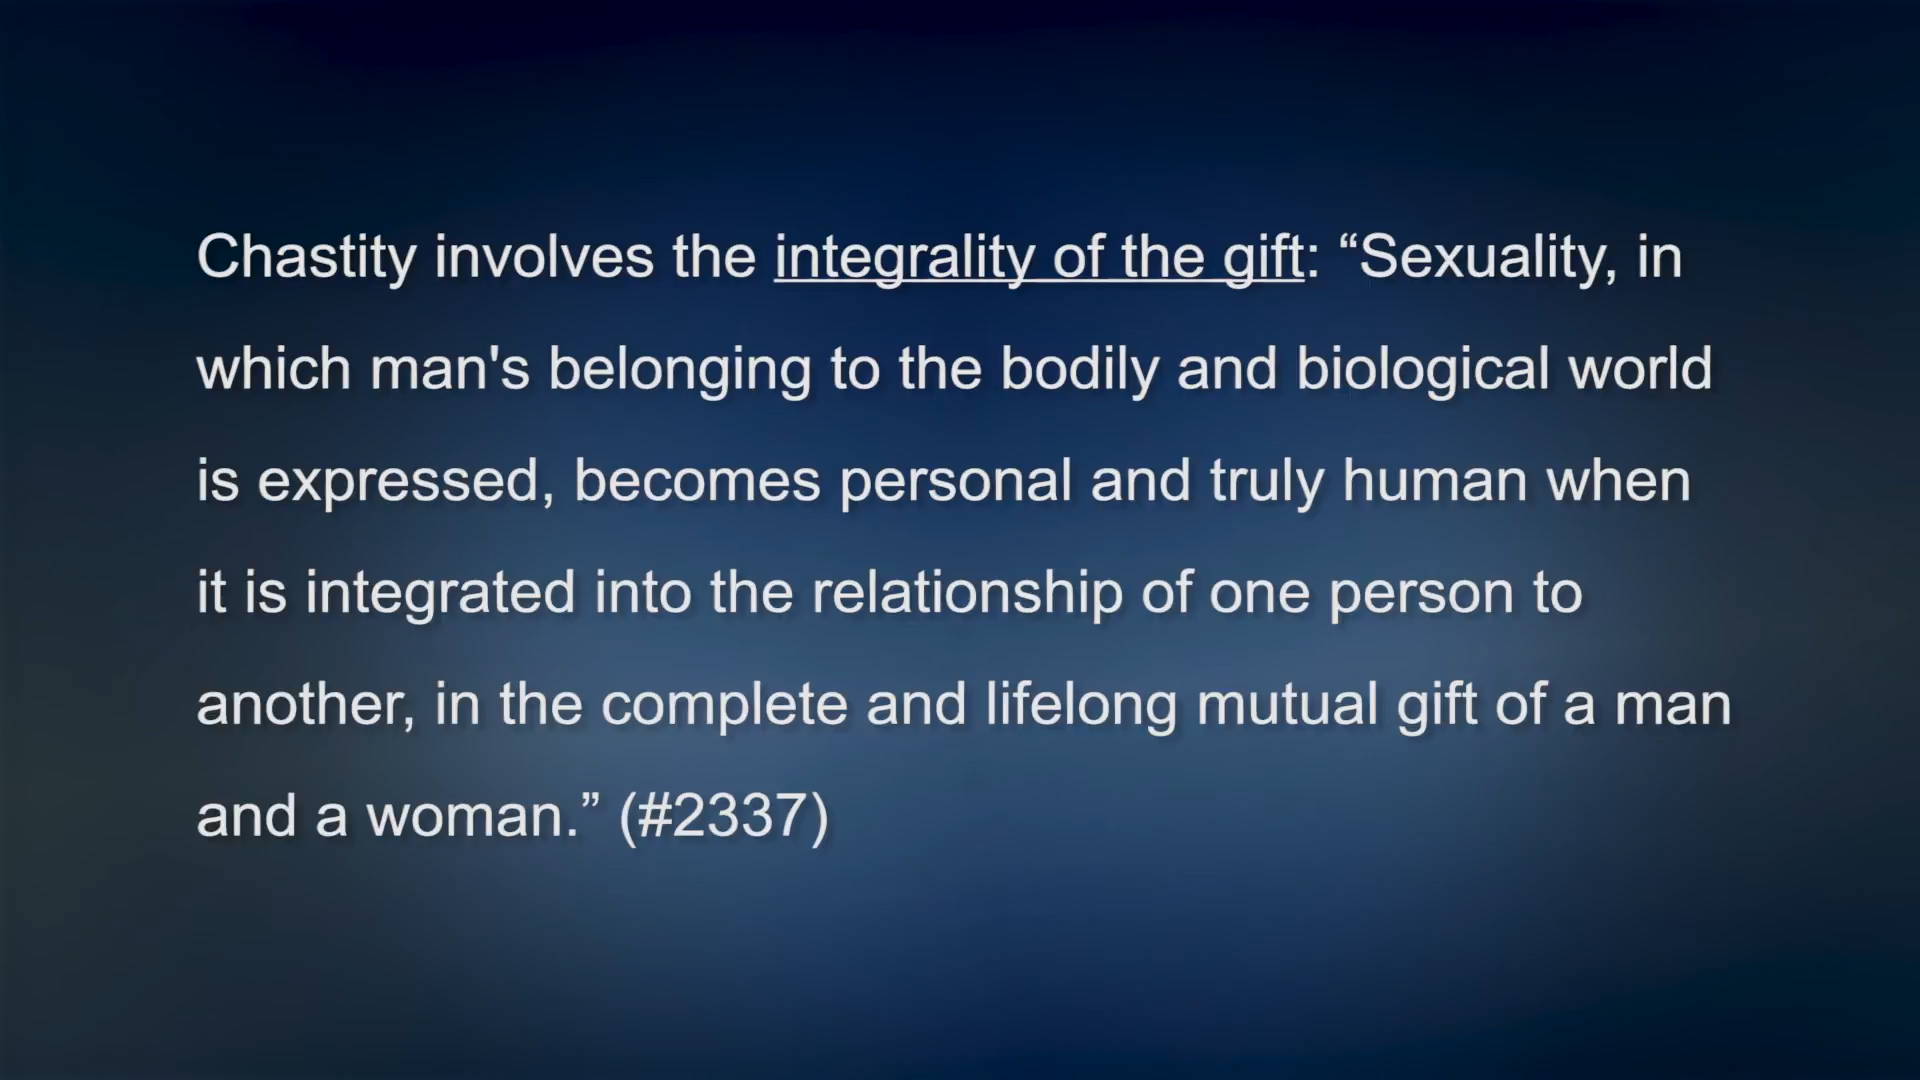 Chastity involves the integrality of the gift: “Sexuality, in
which man's belonging to the bodily and biological world
is expressed, becomes personal and truly human when
it is integrated into the relationship of one person to
another, in the complete and lifelong mutual gift of a man
and a woman.” (#2337)